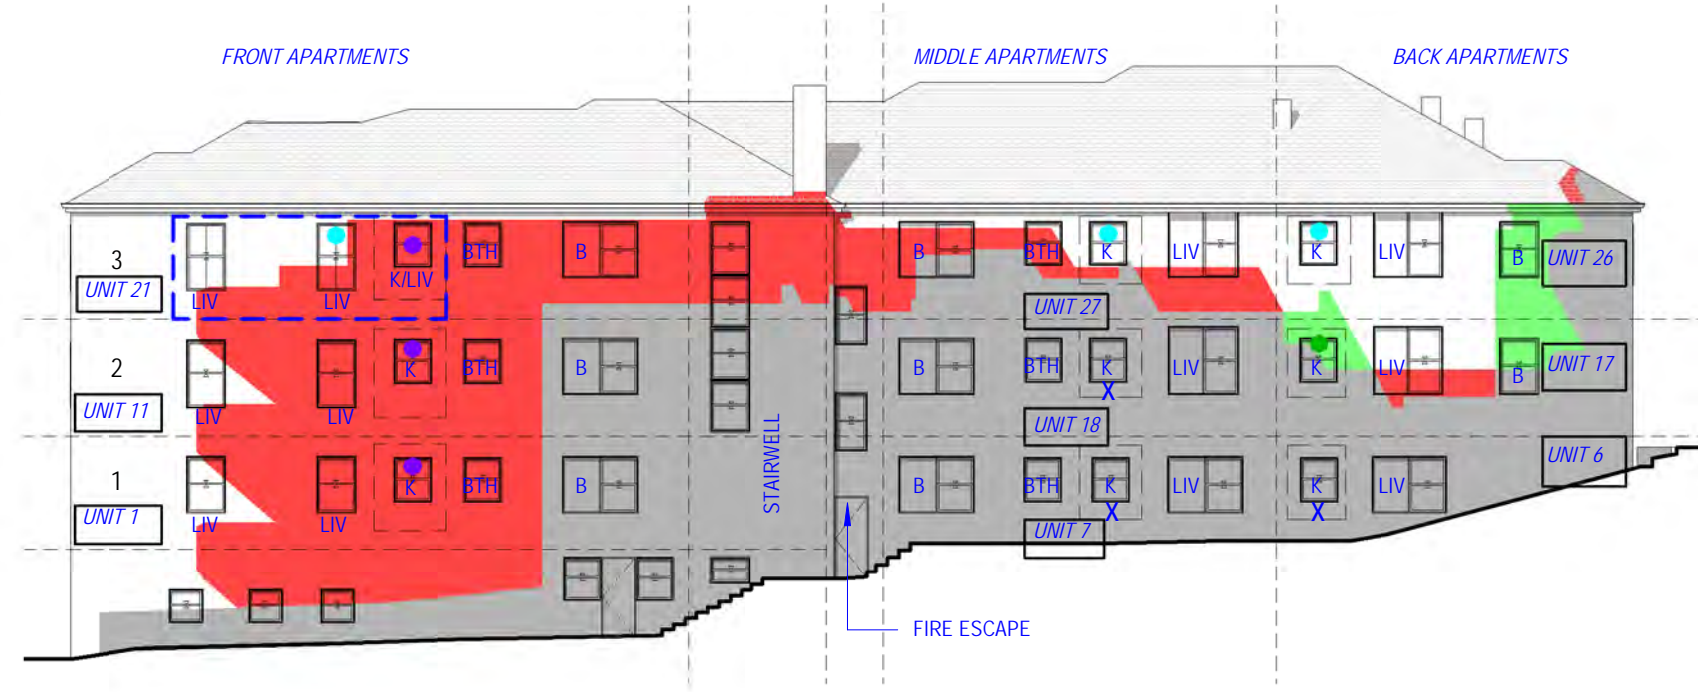 FRONT APARTMENTS
MIDDLE APARTMENTS
BACK APARTMENTS
3
UNIT 21
LIV
LIV
K/LIV
BTH
B
B
BTH
K
LIV
K
LIV
B
UNIT 26
UNIT 27
2
UNIT 11
LIV
LIV
K
BTH
B
B
BTH
K
X
LIV
K
LIV
B
UNIT 17
UNIT 18
STAIRWELL
1
UNIT 1
LIV
LIV
K
BTH
B
B
BTH
K
X
LIV
K
X
LIV
UNIT 6
UNIT 7
FIRE ESCAPE